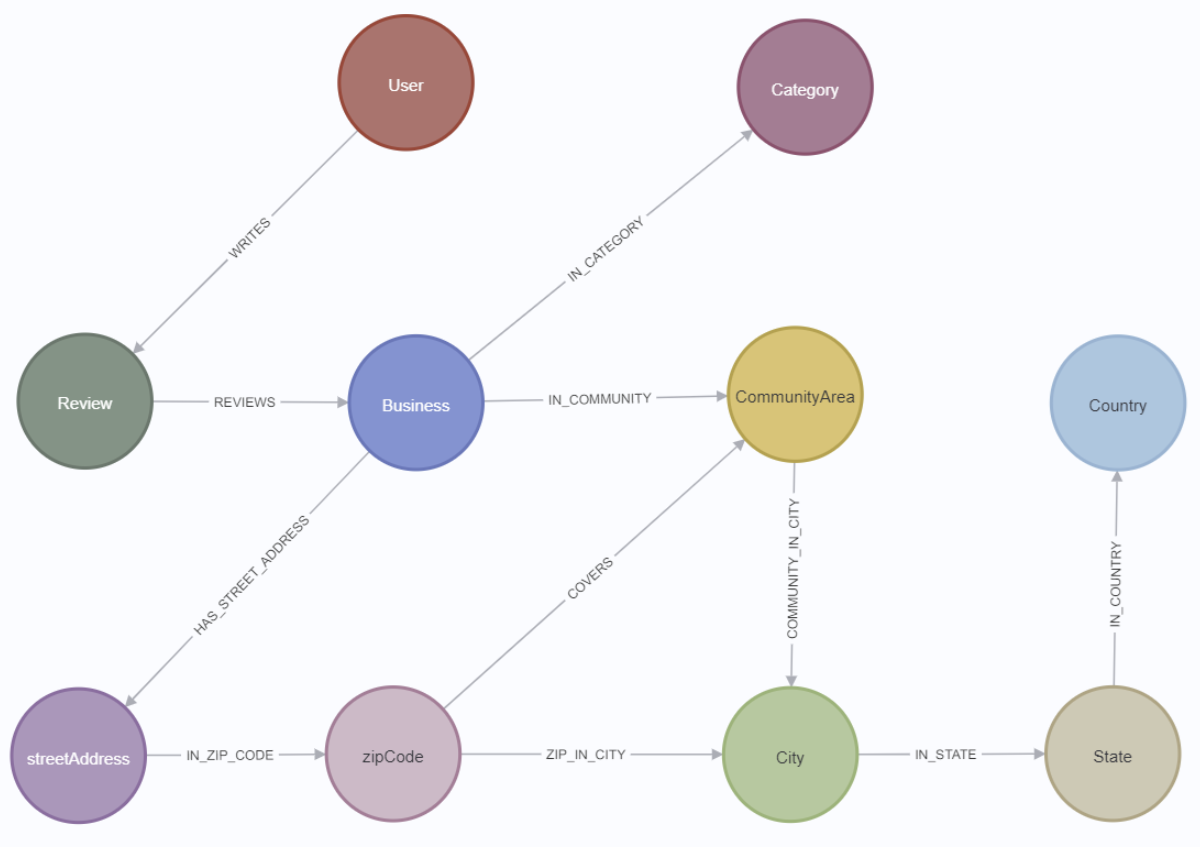 User
Category
WRITES
IN_CATEGORY
Review
REVIEWS
Business
IN_COMMUNITY
CommunityArea
Country
HAS_STREET_ADDRESS
COVERS
COMMUNITY_IN_CITY
IN_COUNTRY
streetAddress
IN_ZIP_CODE
zipCode
ZIP_IN_CITY
City
IN_STATE
State